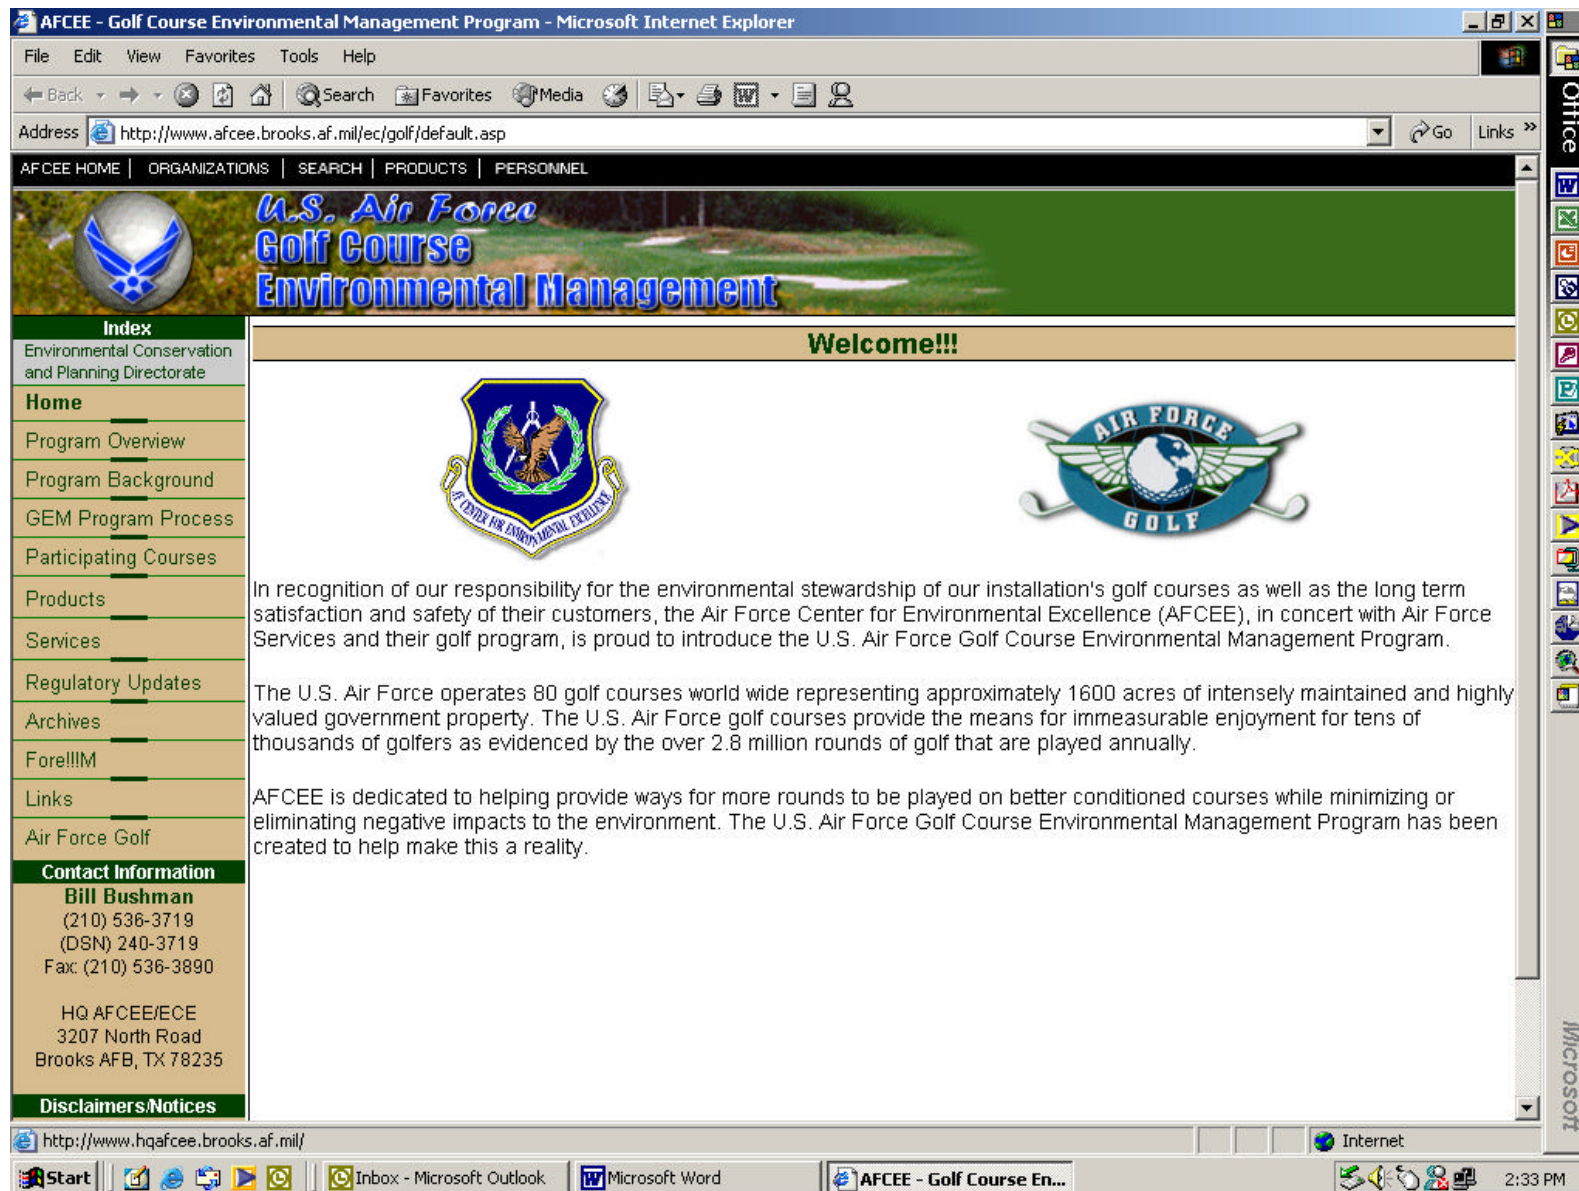 AFCEE - Golf Course Environmental Management Program - Microsoft Internet Explorer
File Edit View Favorites Tools Help
Back Search Favorites Media
Address http://www.afcee.brooks.af.mil/ec/golf/default.asp Go Links »
AFCEE HOME | ORGANIZATIONS | SEARCH | PRODUCTS | PERSONNEL
U.S. Air Force
Golf Course
Environmental Management
Index
Environmental Conservation
and Planning Directorate
Home
Program Overview
Program Background
GEM Program Process
Participating Courses
Products
Services
Regulatory Updates
Archives
Fore!!!M
Links
Air Force Golf
Contact Information
Bill Bushman
(210) 536-3719
(DSN) 240-3719
Fax: (210) 536-3890
HQ AFCEE/ECE
3207 North Road
Brooks AFB, TX 78235
Disclaimers/Notices
Welcome!!!
AF CENTER FOR ENVIRONMENTAL EXCELLENCE
AIR FORCE
GOLF
In recognition of our responsibility for the environmental stewardship of our installation's golf courses as well as the long term
satisfaction and safety of their customers, the Air Force Center for Environmental Excellence (AFCEE), in concert with Air Force
Services and their golf program, is proud to introduce the U.S. Air Force Golf Course Environmental Management Program.
The U.S. Air Force operates 80 golf courses world wide representing approximately 1600 acres of intensely maintained and highly
valued government property. The U.S. Air Force golf courses provide the means for immeasurable enjoyment for tens of
thousands of golfers as evidenced by the over 2.8 million rounds of golf that are played annually.
AFCEE is dedicated to helping provide ways for more rounds to be played on better conditioned courses while minimizing or
eliminating negative impacts to the environment. The U.S. Air Force Golf Course Environmental Management Program has been
created to help make this a reality.
Office
Microsoft
http://www.hqafcee.brooks.af.mil/
Internet
Start Inbox - Microsoft Outlook Microsoft Word AFCEE - Golf Course En... 2:33 PM